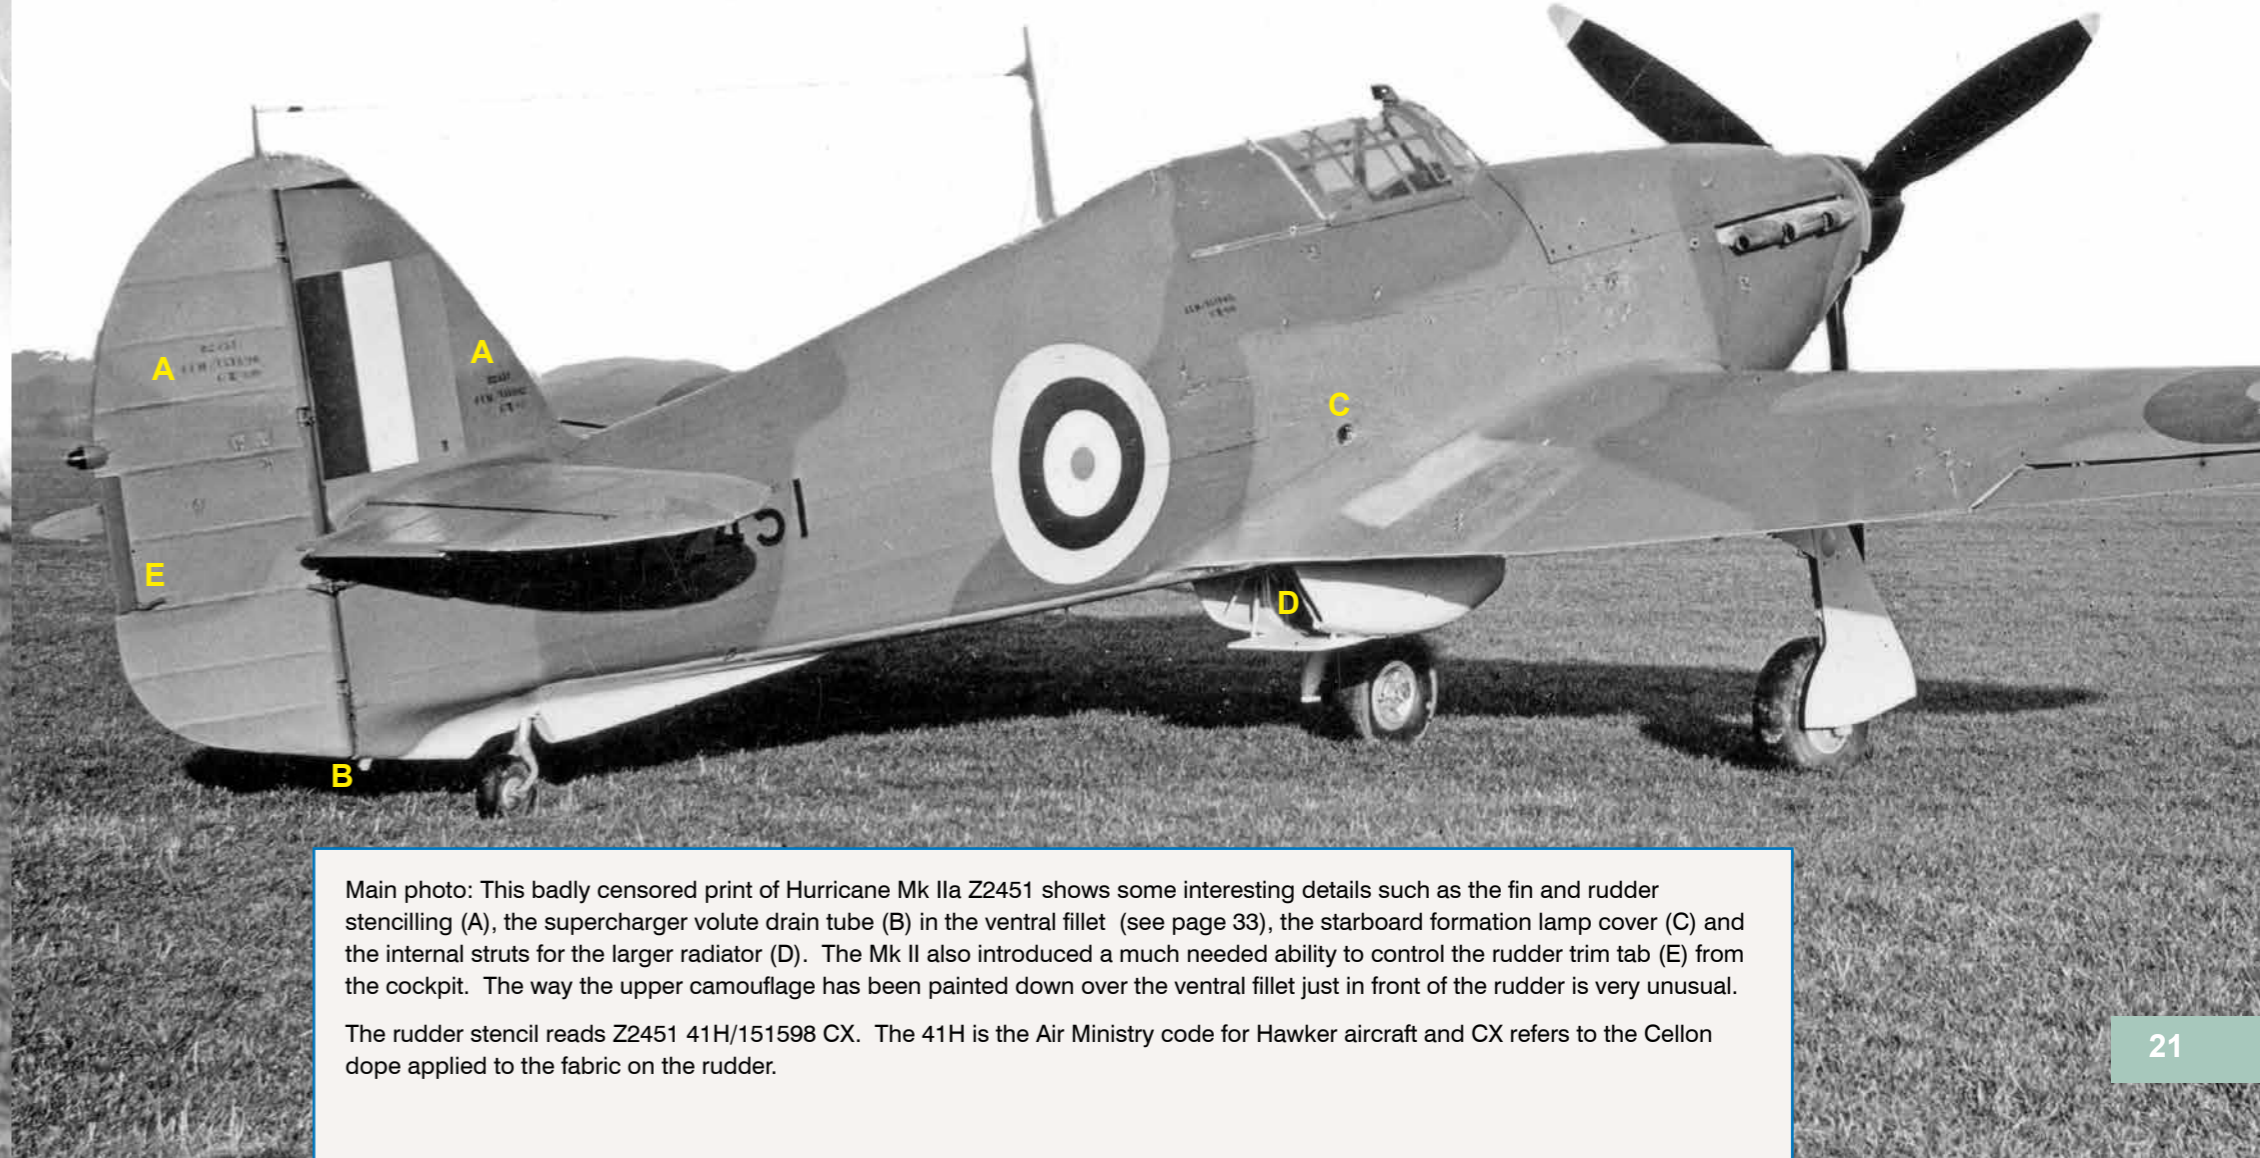 A
A
C
451
E
D
B
Main photo: This badly censored print of Hurricane Mk IIa Z2451 shows some interesting details such as the fin and rudder
stencilling (A), the supercharger volute drain tube (B) in the ventral fillet  (see page 33), the starboard formation lamp cover (C) and
the internal struts for the larger radiator (D).  The Mk II also introduced a much needed ability to control the rudder trim tab (E) from
the cockpit.  The way the upper camouflage has been painted down over the ventral fillet just in front of the rudder is very unusual.
The rudder stencil reads Z2451 41H/151598 CX.  The 41H is the Air Ministry code for Hawker aircraft and CX refers to the Cellon
dope applied to the fabric on the rudder.
21